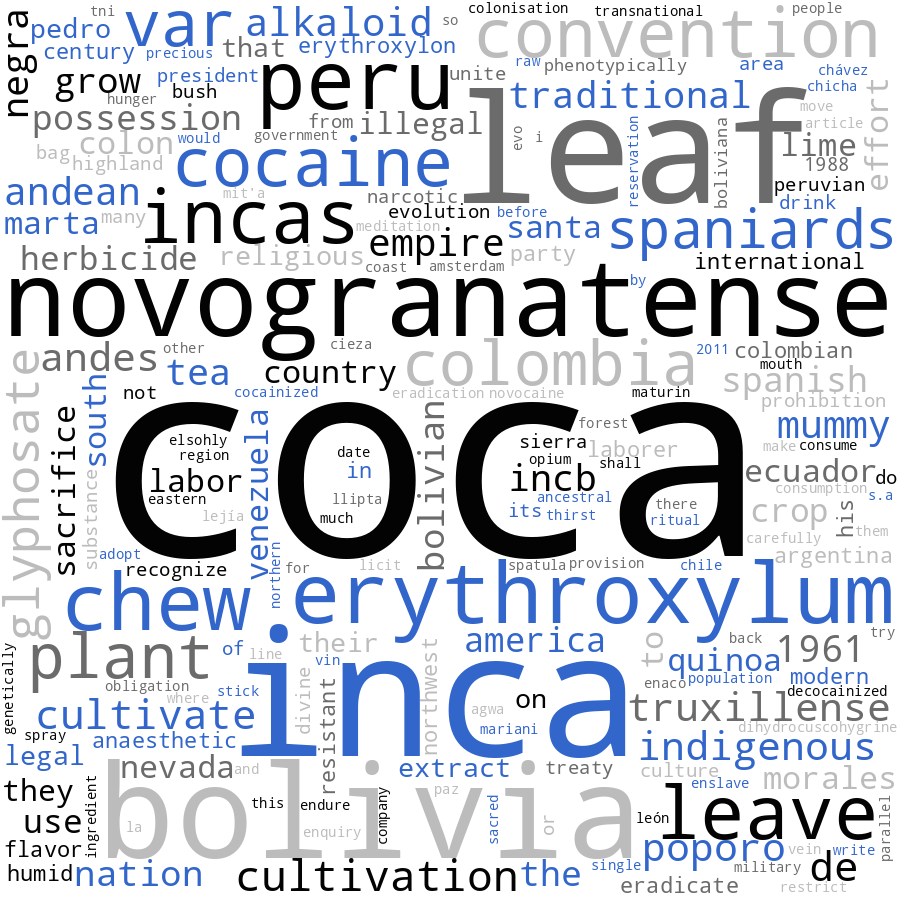 tni
pedro
var
alkaloid
so
colonisation
transnational
people
convention
negra
century
precious
that
erythroxylon
grow
president
peru
unite
raw
phenotypically
area
chávez
chicha
hunger
bush
leaf
traditional
move
effort
possession
from
illegal
article
colon
would
government
evo
i
reservation
boliviana
lime
1988
bag
highland
cocaine
peruvian
andean
mit'a
narcotic
drink
marta
many
incas
evolution
before
santa
spaniards
meditation
empire
party
herbicide
religious
international
coast
amsterdam
novogranatense
by
cieza
andes
other
colombia
2011
colombian
glyphosate
tea
country
mouth
spanish
south
not
cocainized
eradication
novocaine
maturin
prohibition
coca
sacrifice
venezuela
bolivian
forest
mummy
elsohly
date
sierra
laborer
make
consume
region
opium
shall
labor
in
incb
ecuador
do
substance
eastern
llipta
ancestral
there
consumption
s.a
lejía
much
its
thirst
ritual
crop
his
them
adopt
carefully
recognize
northern
for
licit
spatula
provision
chile
argentina
chew
erythroxylum
genetically
plant
of
line
their
inca
northwest
america
to
back
1961
try
vin
quinoa
obligation
stick
where
divine
resistant
enaco
population
modern
decocainized
agwa
on
cultivate
mariani
truxillense
spray
anaesthetic
dihydrocuscohygrine
legal
indigenous
nevada
and
extract
treaty
culture
morales
they
ingredient
bolivia
this
endure
company
paz
sacred
enslave
use
la
enquiry
or
león
leave
parallel
flavor
poporo
vein
write
humid
nation
cultivation
the
single
military
de
eradicate
restrict